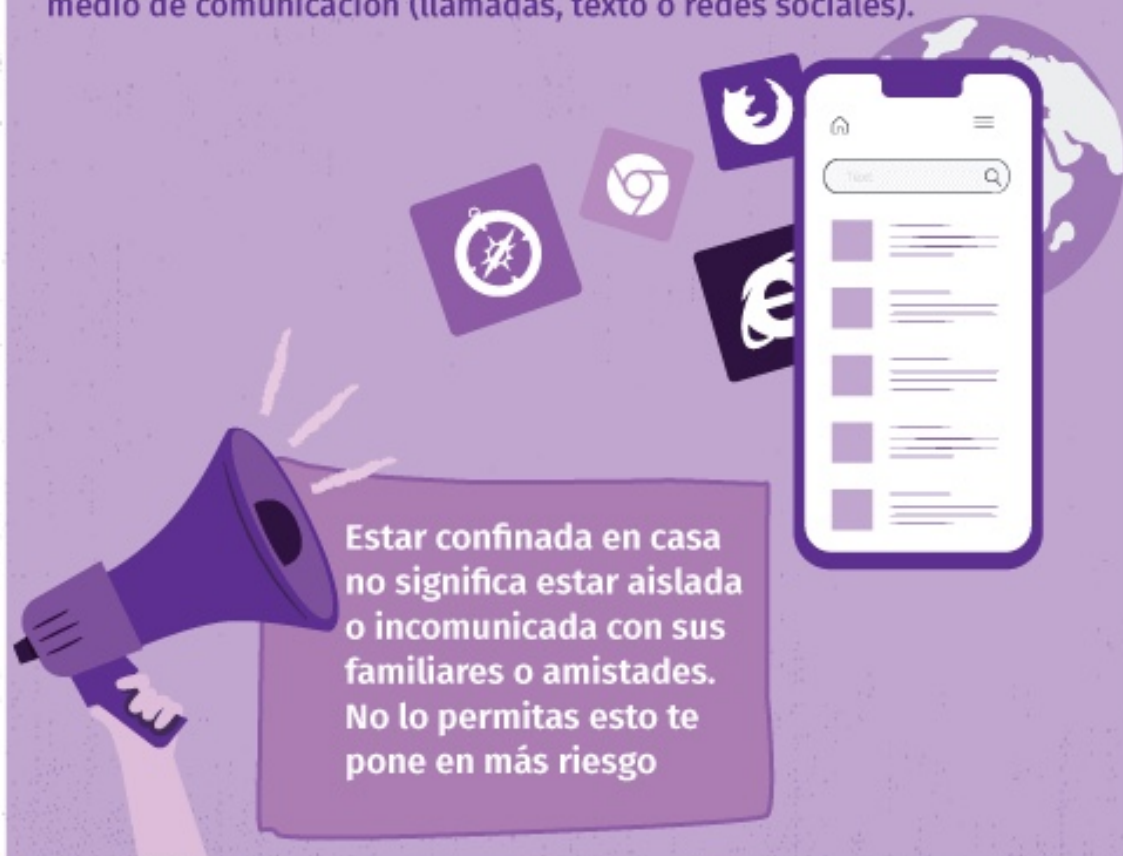 medio de comunicación (llamadas, texto o redes sociales).
Text
Estar confinada en casa
no significa estar aislada
o incomunicada con sus
familiares o amistades.
No lo permitas esto te
pone en más riesgo